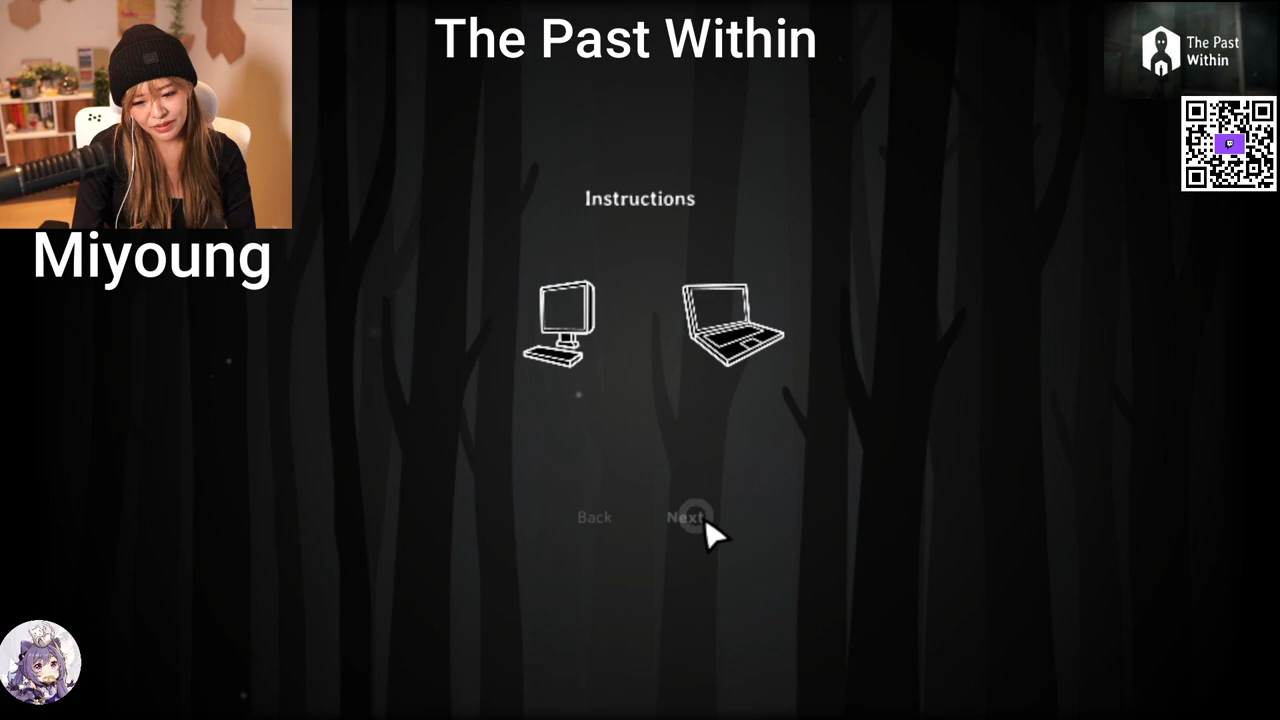 The Past Within
The Past
Within
Instructions
Miyoung
Back
Next